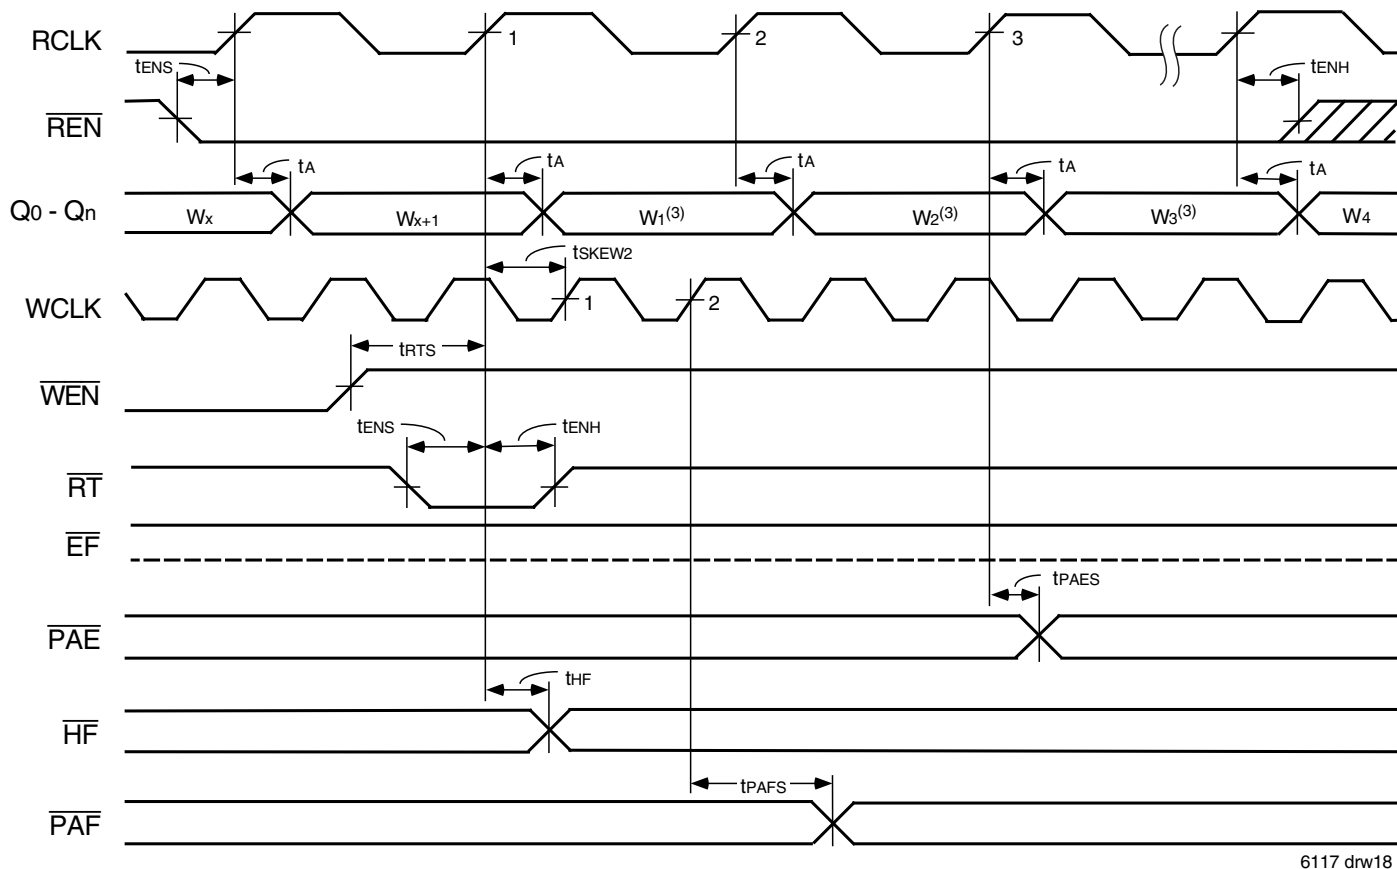 RCLK
1
2
3
tENS
tENH
REN
tA
tA
tA
tA
tA
Q0 - Qn
Wx
Wx+1
W1(3)
W2(3)
W3(3)
W4
tSKEW2
WCLK
1
2
tRTS
WEN
tENS
tENH
RT
EF
tPAES
PAE
tHF
HF
tPAFS
PAF
6117 drw18